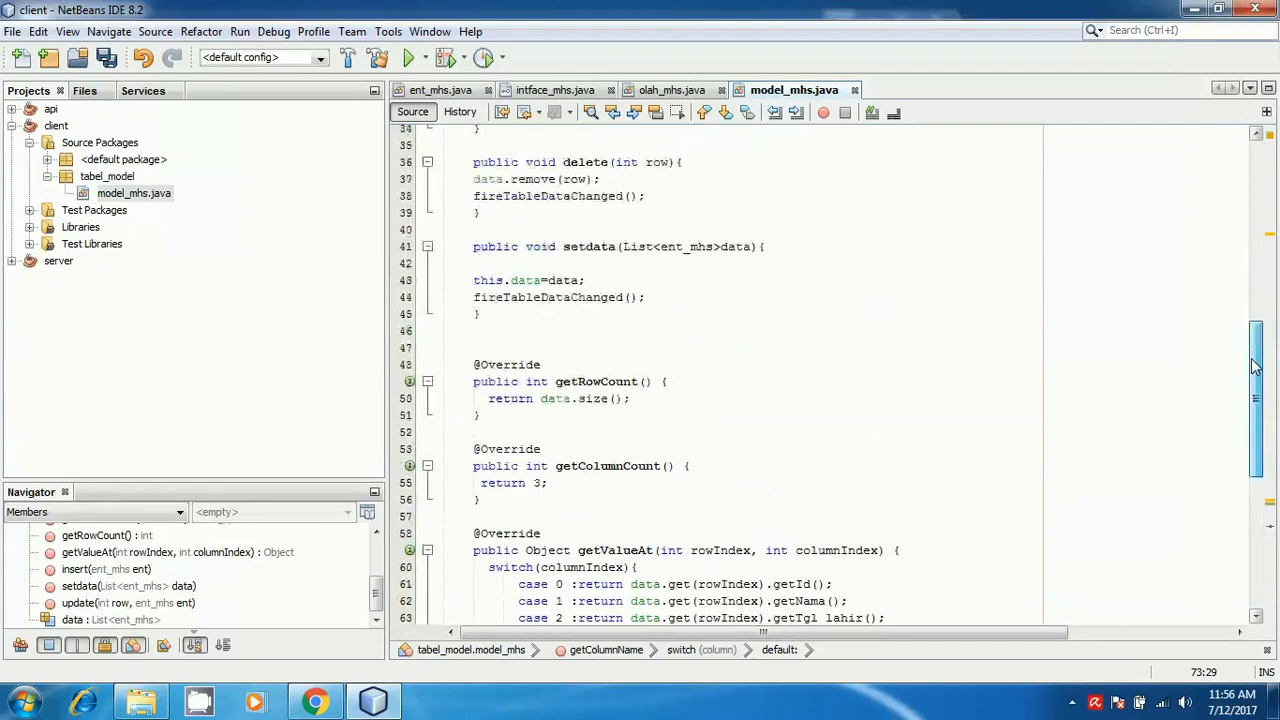 client - NetBeans IDE 8.2
File Edit View Navigate Source Refactor Run Debug Profile Team Tools Window Help
Search (Ctrl+I)
<default config>
Projects Files Services
ent_mhs.java intface_mhs.java olah_mhs.java model_mhs.java
Source History
api
client
Source Packages
<default package>
tabel_model
model_mhs.java
Test Packages
Libraries
Test Libraries
server
34 }
35
36 public void delete(int row){
37 data.remove(row);
38 fireTableDataChanged();
39 }
40
41 public void setdata(List<ent_mhs>data){
42
43 this.data=data;
44 fireTableDataChanged();
45 }
46
47
48 @Override
public int getRowCount() {
50 return data.size();
51 }
52
53 @Override
public int getColumnCount() {
55 return 3;
56 }
57
58 @Override
public Object getValueAt(int rowIndex, int columnIndex) {
60 switch(columnIndex){
61 case 0 :return data.get(rowIndex).getId();
62 case 1 :return data.get(rowIndex).getNama();
63 case 2 :return data.get(rowIndex).getTgl_lahir();
Navigator
Members <empty>
getRowCount() : int
getValueAt(int rowIndex, int columnIndex) : Object
insert(ent_mhs ent)
setdata(List<ent_mhs> data)
update(int row, ent_mhs ent)
data : List<ent_mhs>
tabel_model.model_mhs getColumnName switch (column) default:
73:29 INS
11:56 AM
7/12/2017